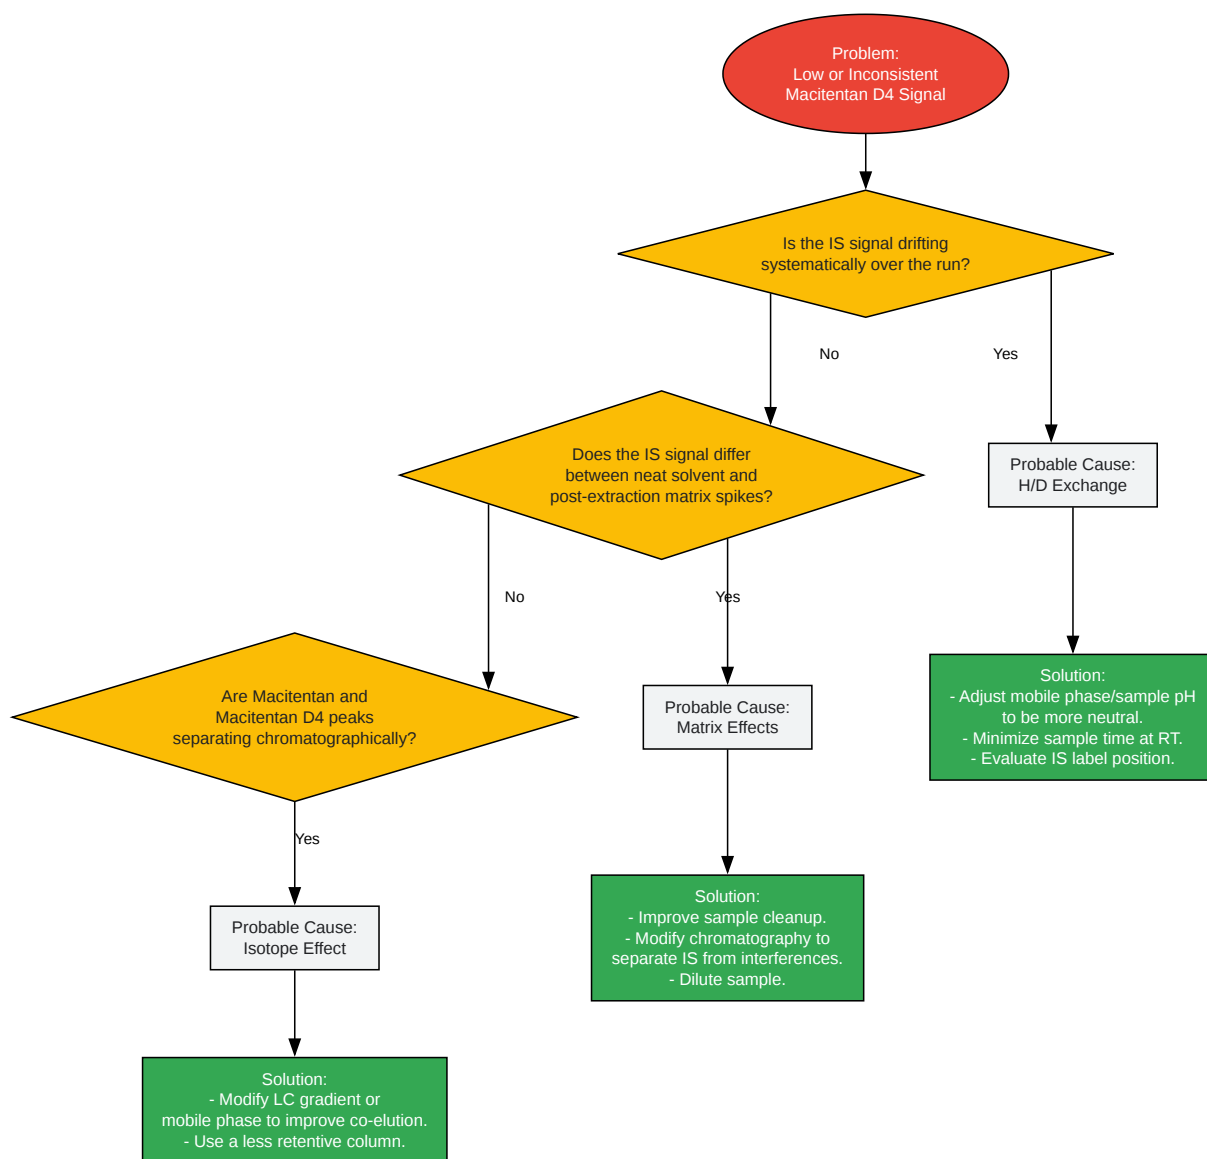 Problem:
Low or Inconsistent
Macitentan D4 Signal
Is the IS signal drifting
systematically over the run?
No
Yes
Does the IS signal differ
between neat solvent and
post-extraction matrix spikes?
Probable Cause:
H/D Exchange
No
Yes
Are Macitentan and
Macitentan D4 peaks
separating chromatographically?
Probable Cause:
Matrix Effects
Solution:
- Adjust mobile phase/sample pH
to be more neutral.
- Minimize sample time at RT.
- Evaluate IS label position.
Yes
Probable Cause:
Isotope Effect
Solution:
- Improve sample cleanup.
- Modify chromatography to
separate IS from interferences.
- Dilute sample.
Solution:
- Modify LC gradient or
mobile phase to improve co-elution.
- Use a less retentive column.